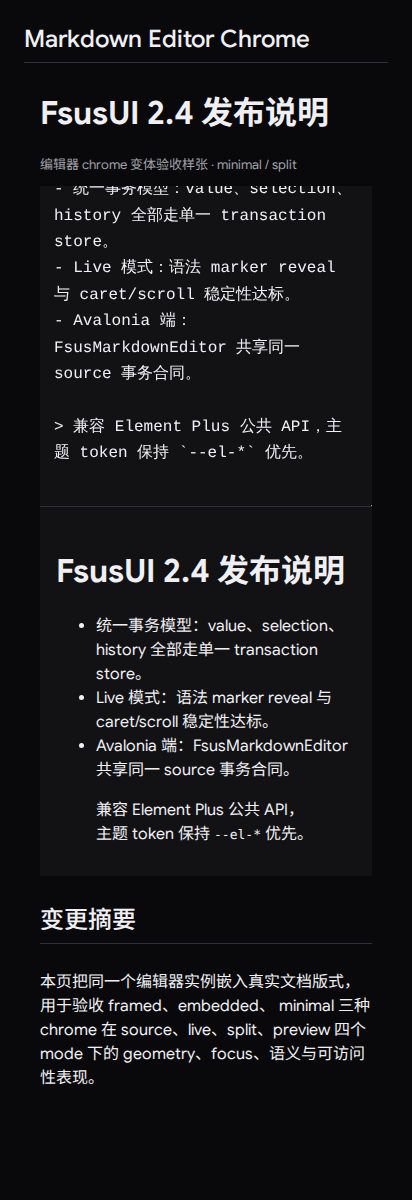 Markdown Editor Chrome
FsusUI 2.4 发布说明
编辑器 chrome 变体验收样张 · minimal / split
- 统一事务模型：value、selection、
history 全部走单一 transaction
store。
- Live 模式：语法 marker reveal
与 caret/scroll 稳定性达标。
- Avalonia 端：
FsusMarkdownEditor 共享同一
source 事务合同。
> 兼容 Element Plus 公共 API，主
题 token 保持 `--el-*` 优先。
FsusUI 2.4 发布说明
• 统一事务模型：value、selection、
history 全部走单一 transaction
store。
• Live 模式：语法 marker reveal 与
caret/scroll 稳定性达标。
• Avalonia 端：FsusMarkdownEditor
共享同一 source 事务合同。
兼容 Element Plus 公共 API，
主题 token 保持 --el-* 优先。
变更摘要
本页把同一个编辑器实例嵌入真实文档版式，
用于验收 framed、embedded、 minimal 三种
chrome 在 source、live、split、preview 四个
mode 下的 geometry、focus、语义与可访问
性表现。